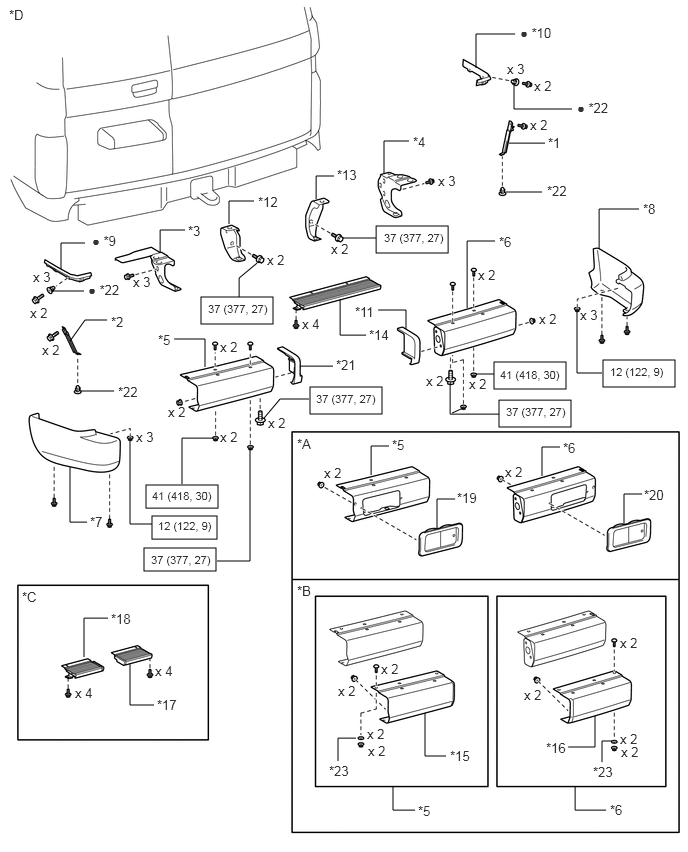 *D
● *10
x 3
x 2
● *22
x 2
*1
*4
x 3
*22
*13
*8
*12
37 (377, 27)
x 2
*3
*6
● *9
x 2
x 3
x 3
x 2
● *22
x 2
37 (377, 27)
*11
x 2
x 3
x 4
*14
*2
x 2
*5
x 2
*21
12 (122, 9)
41 (418, 30)
x 2
x 2
*22
x 2
37 (377, 27)
37 (377, 27)
x 2
x 2
x 3
*A
*5
*6
x 2
x 2
41 (418, 30)
*19
*20
*7
12 (122, 9)
37 (377, 27)
*C
*18
x 4
x 4
*17
*B
x 2
x 2
x 2
x 2
x 2
x 2
*15
*23
x 2
x 2
*16
*23
*5
*6